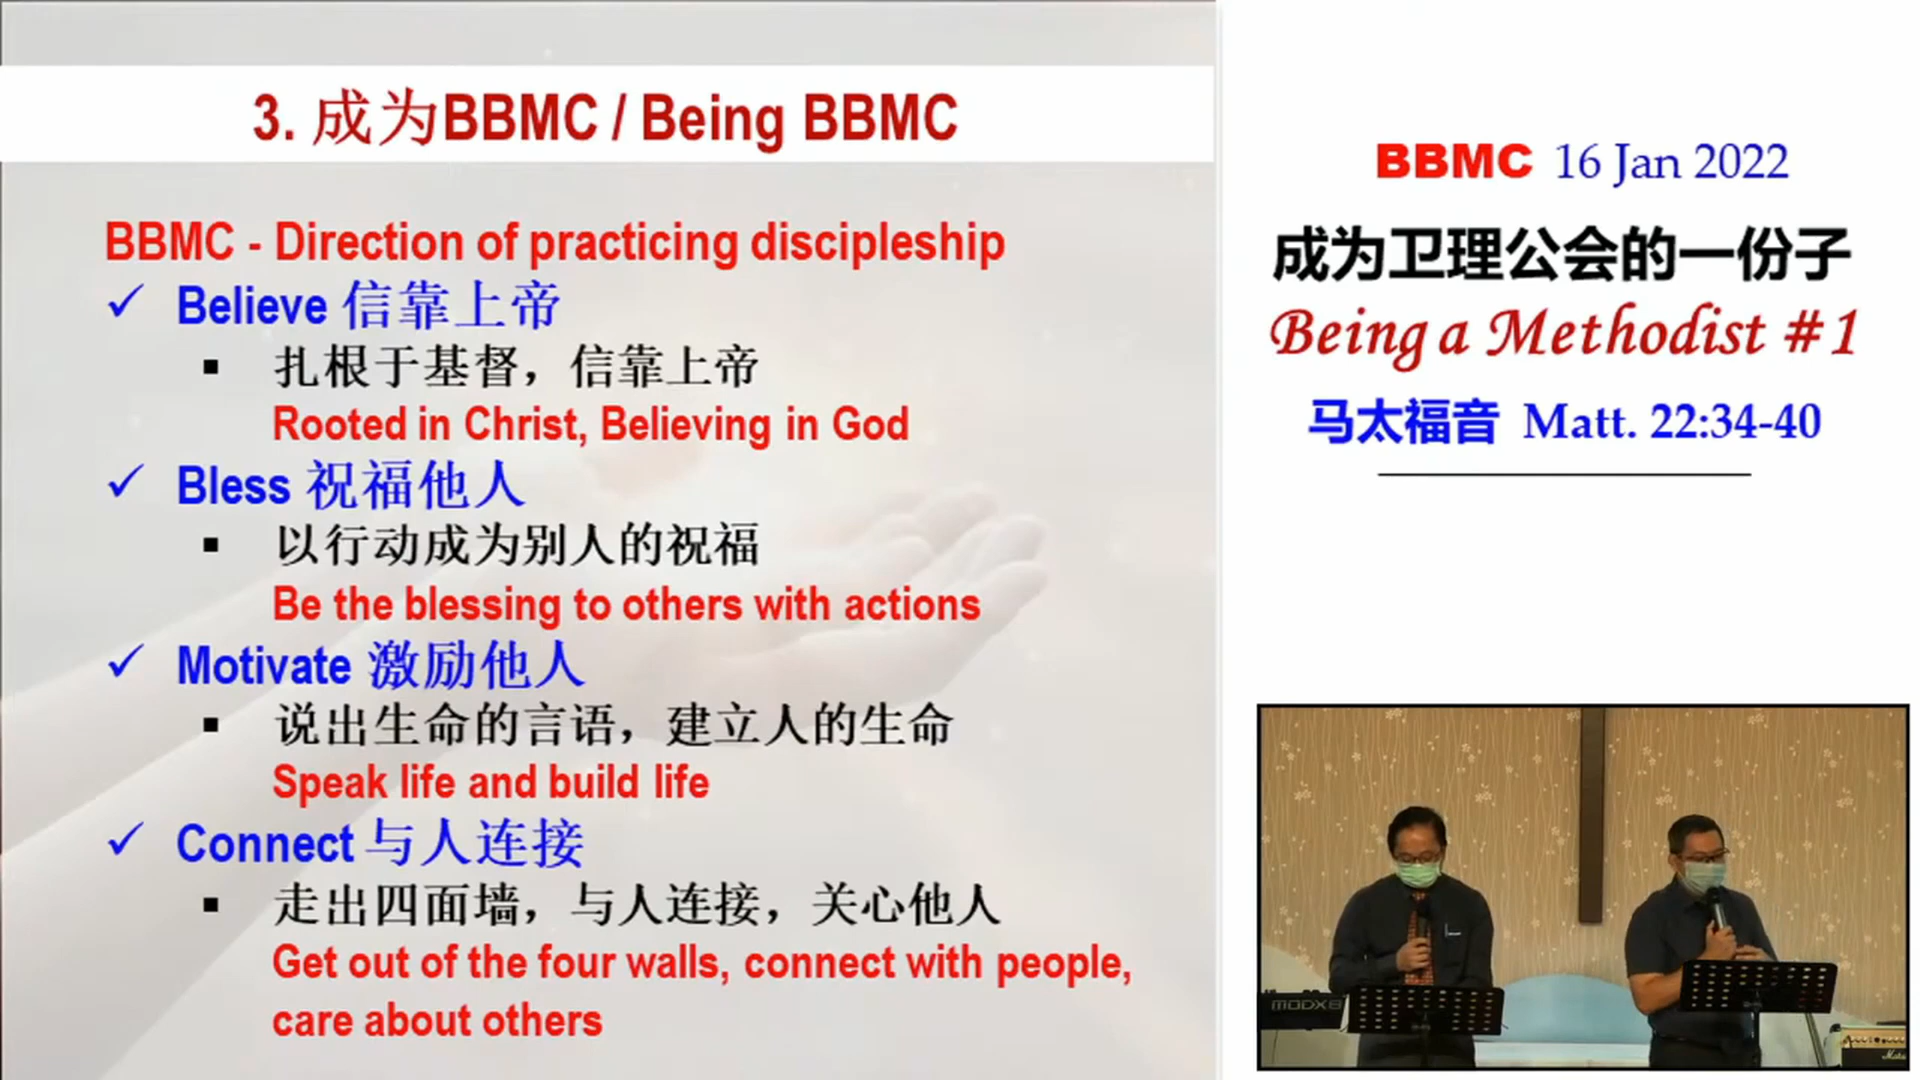 3. 成为BBMC / Being BBMC
BBMC - Direction of practicing discipleship
✓ Believe 信靠上帝
▪ 扎根于基督，信靠上帝
Rooted in Christ, Believing in God
✓ Bless 祝福他人
▪ 以行动成为别人的祝福
Be the blessing to others with actions
✓ Motivate 激励他人
▪ 说出生命的言语，建立人的生命
Speak life and build life
✓ Connect 与人连接
▪ 走出四面墙，与人连接，关心他人
Get out of the four walls, connect with people,
care about others
BBMC 16 Jan 2022
成为卫理公会的一份子
Being a Methodist #1
马太福音 Matt. 22:34-40
MODX8